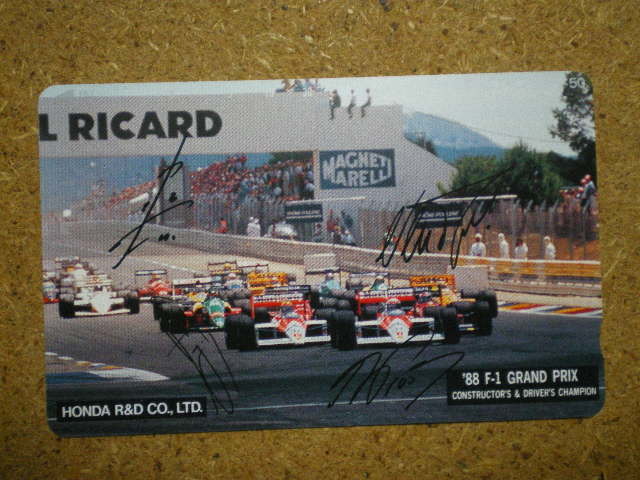 50
L RICARD
MAGNETI
MARELLI
HONDA R&D CO., LTD.
'88 F-1 GRAND PRIX
CONSTRUCTOR'S & DRIVER'S CHAMPION